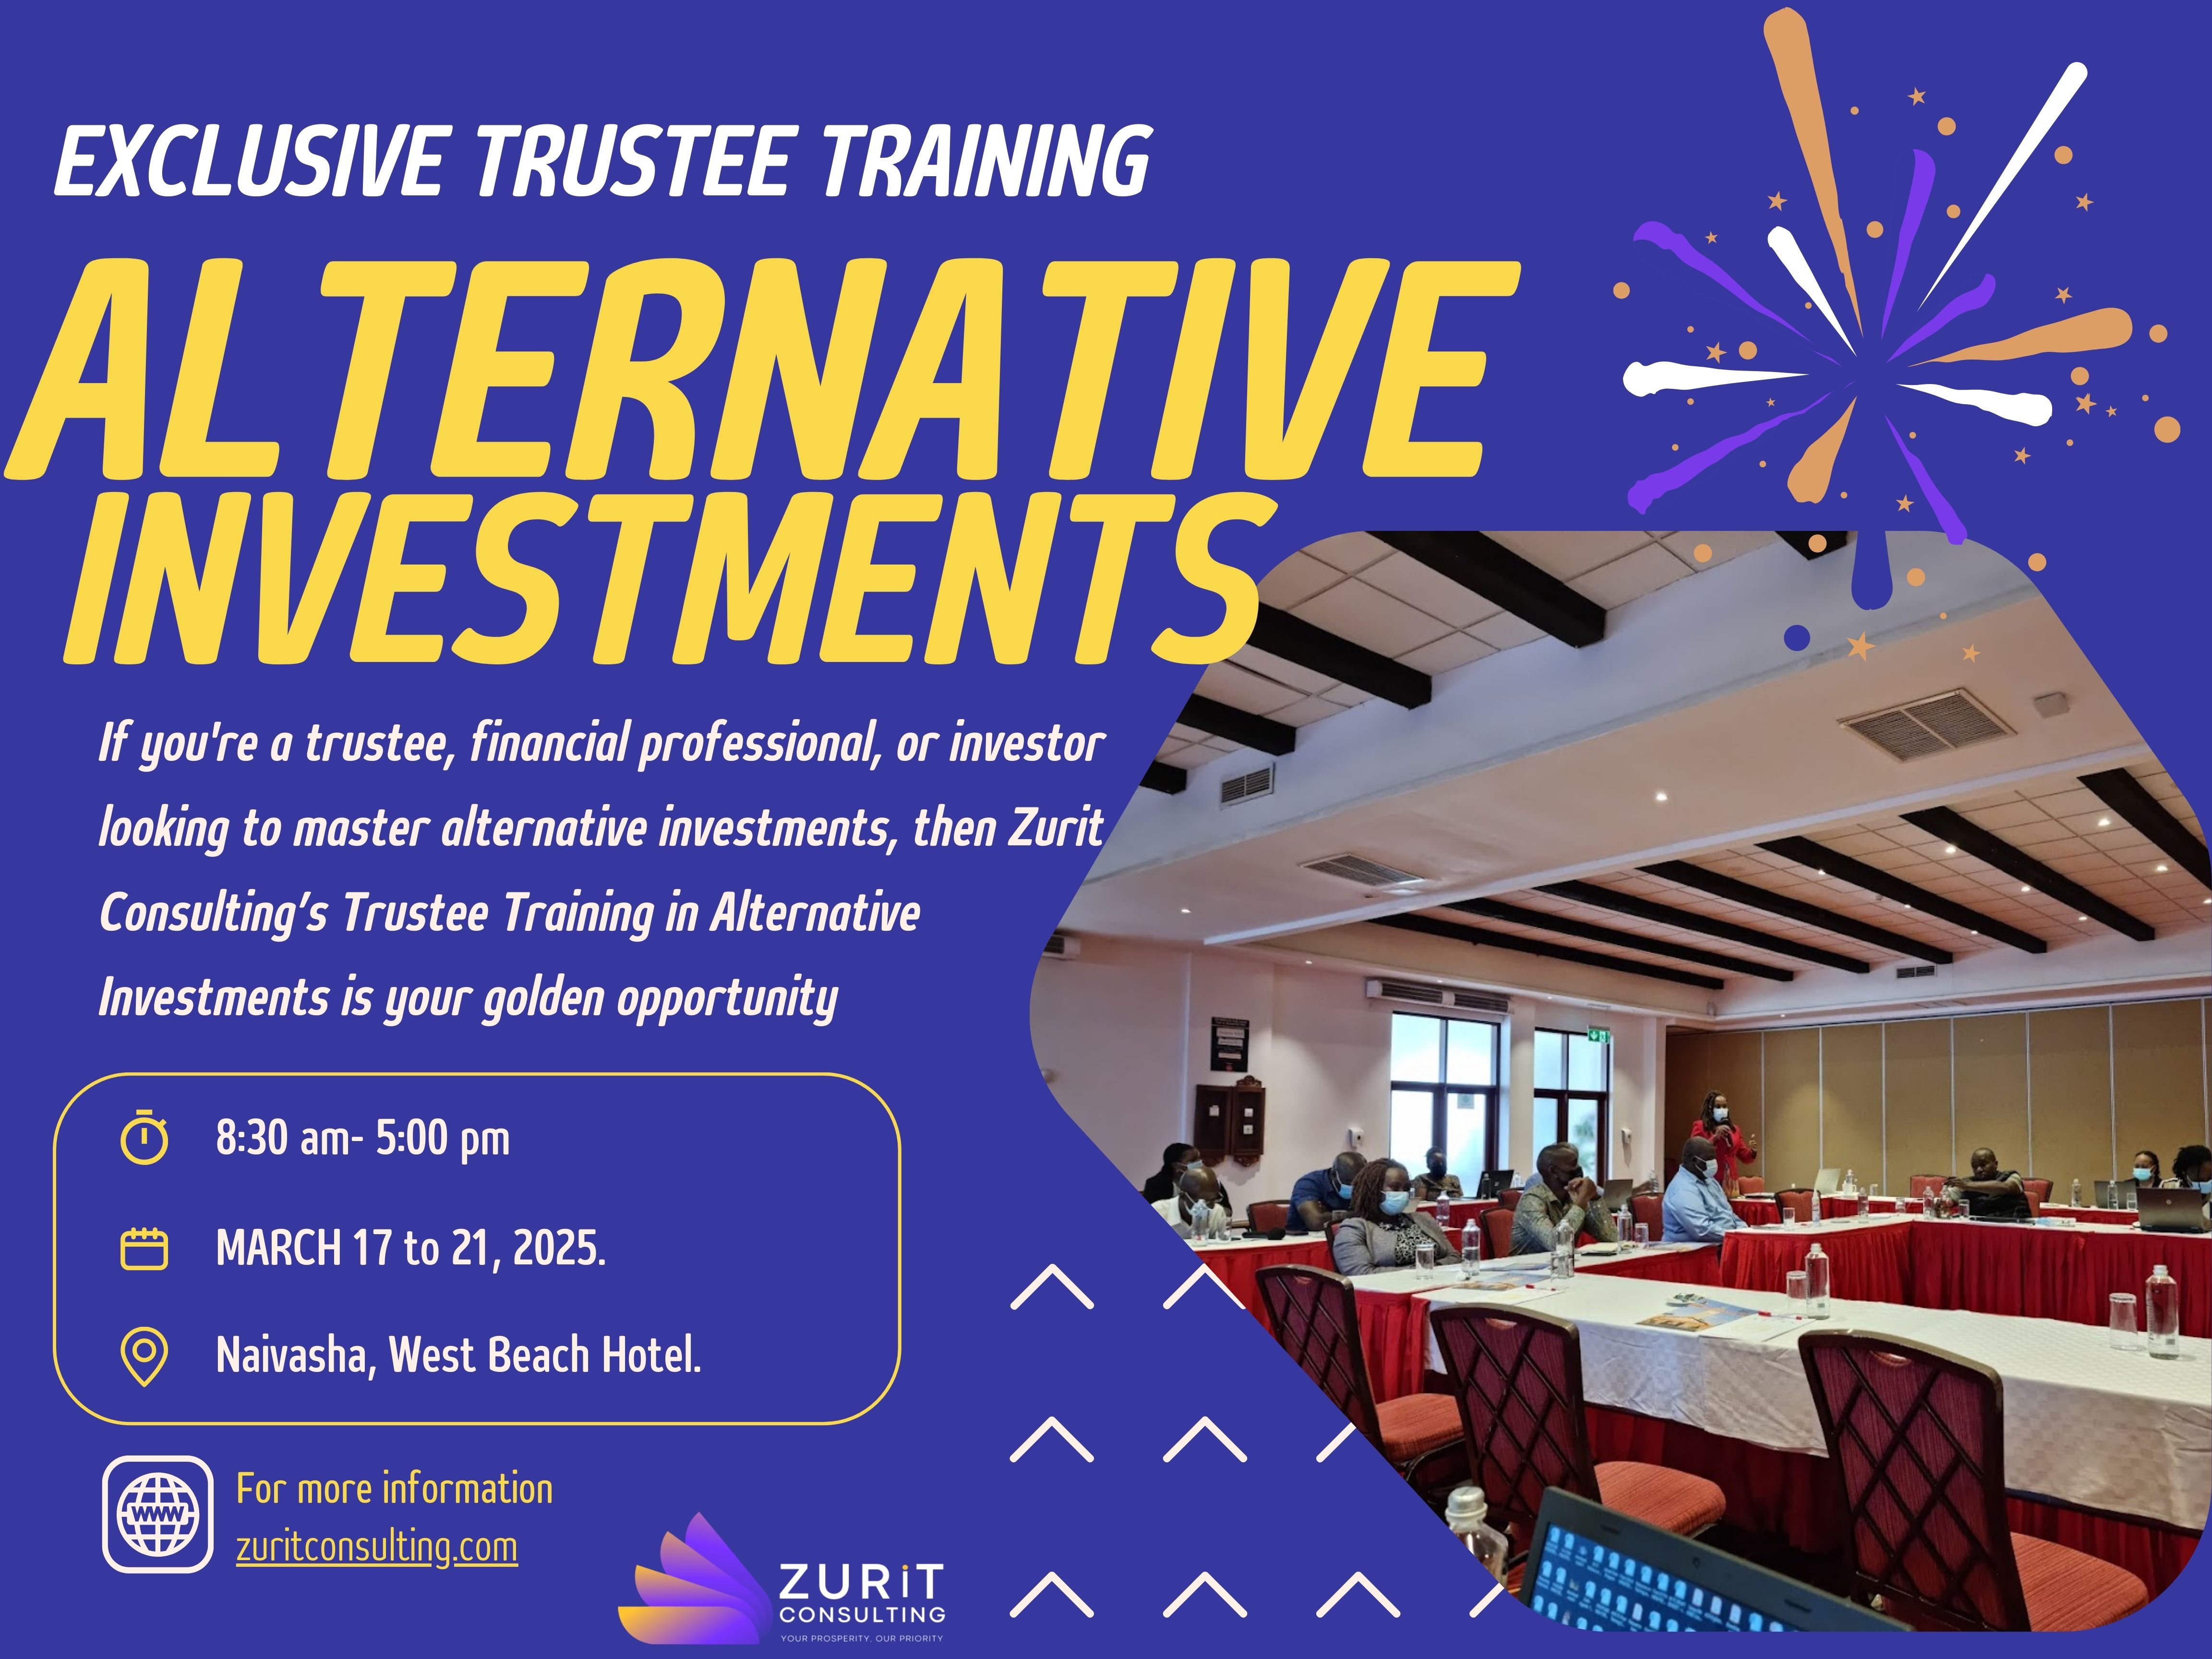 EXCLUSIVE TRUSTEE TRAINING
ALTERNATIVE
INVESTMENTS
If you're a trustee, financial professional, or investor
looking to master alternative investments, then Zurit
Consulting's Trustee Training in Alternative
Investments is your golden opportunity
8:30 am- 5:00 pm
MARCH 17 to 21, 2025.
Naivasha, West Beach Hotel.
WWW
For more information
zuritconsulting.com
ZURiT
CONSULTING
YOUR PROSPERITY. OUR PRIORITY